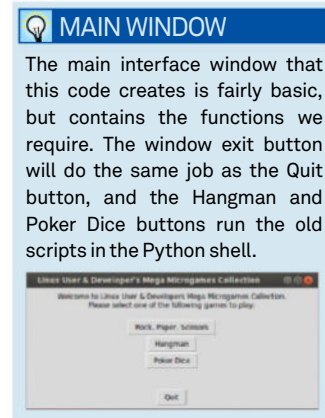 MAIN WINDOW
The main interface window that
this code creates is fairly basic,
but contains the functions we
require. The window exit button
will do the same job as the Quit
button, and the Hangman and
Poker Dice buttons run the old
scripts in the Python shell.
Linux User & Developer's Mega Microgames Collection
Welcome to Linux User & Developers Mega Microgames Collection.
Please select one of the following games to play:
Rock, Paper, Scissors
Hangman
Poker Dice
Quit